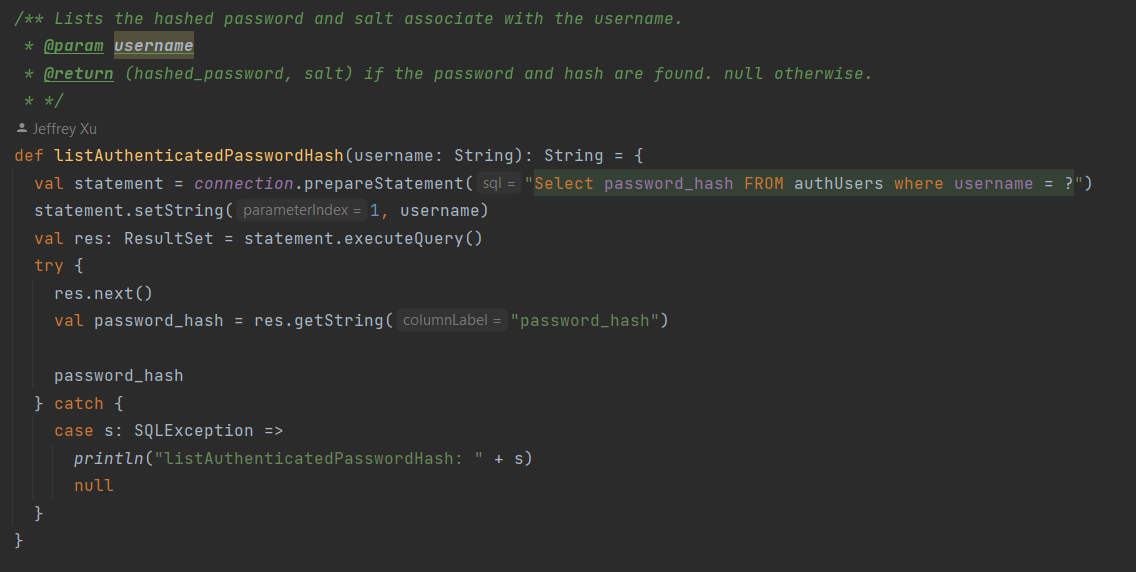 /** Lists the hashed password and salt associate with the username.
* @param username
* @return (hashed_password, salt) if the password and hash are found. null otherwise.
* */
Jeffrey Xu
def listAuthenticatedPasswordHash(username: String): String = {
val statement = connection.prepareStatement( sql = "Select password_hash FROM authUsers where username = ?")
statement.setString( parameterIndex = 1, username)
val res: ResultSet = statement.executeQuery()
try {
res.next()
val password_hash = res.getString( columnLabel = "password_hash")
password_hash
} catch {
case s: SQLException =>
println("listAuthenticatedPasswordHash: " + s)
null
}
}